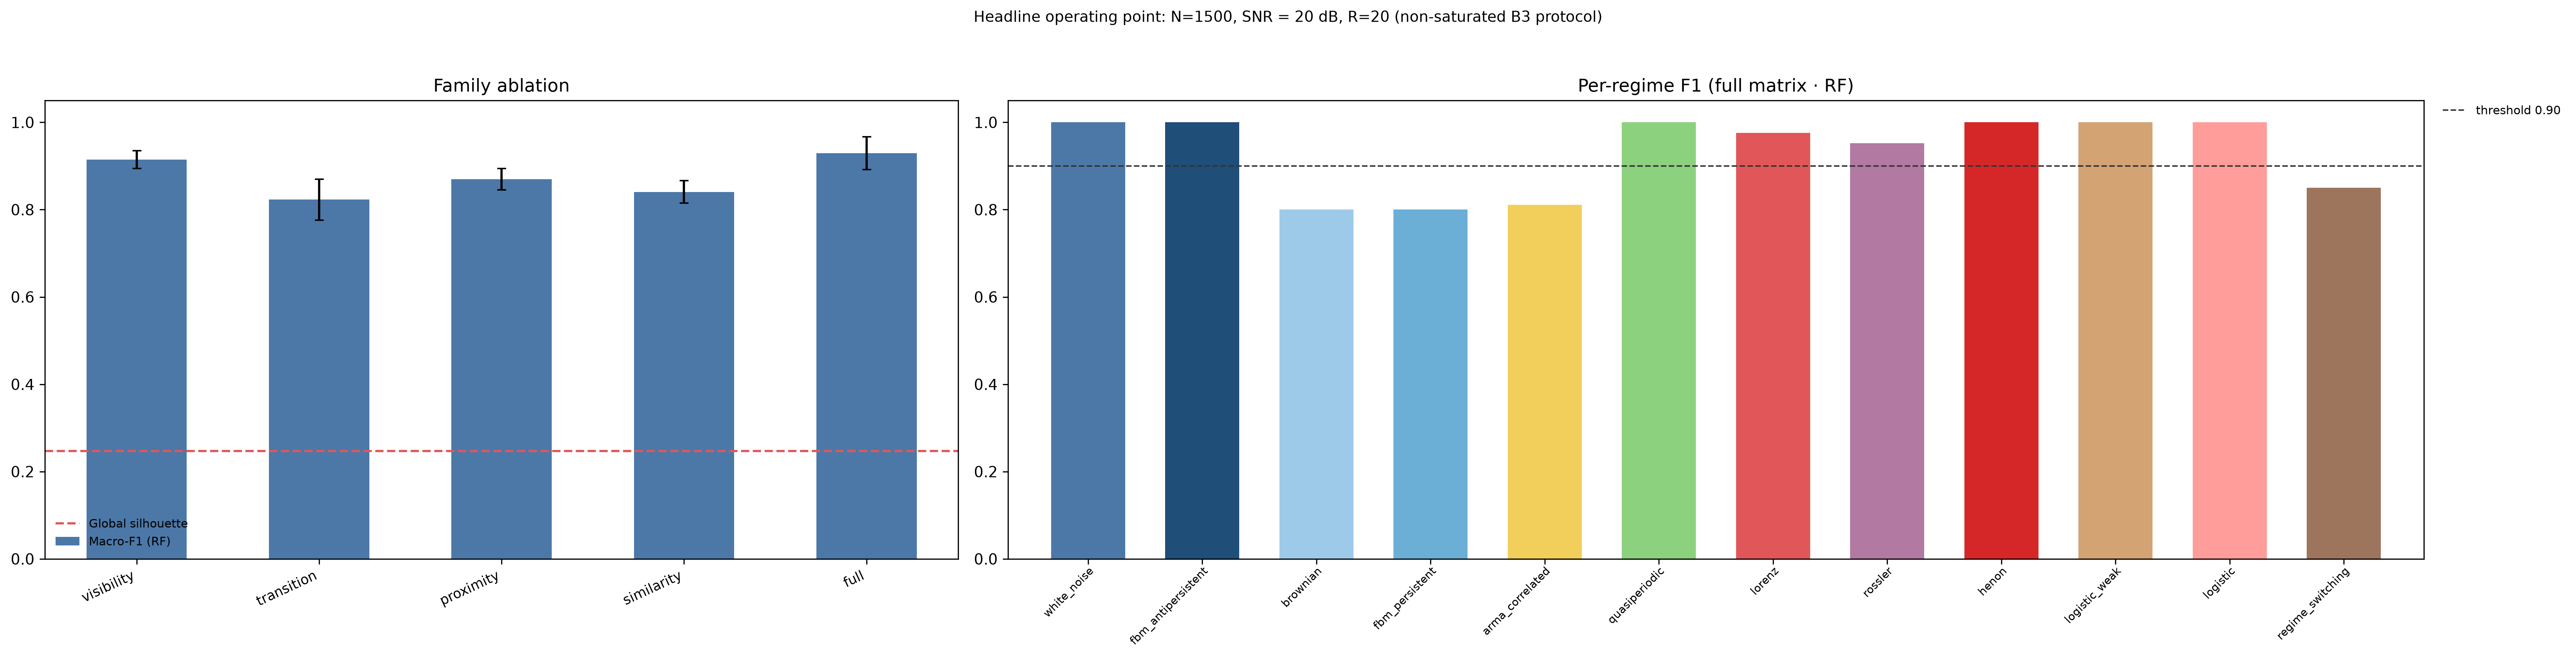 Headline operating point: N=1500, SNR = 20 dB, R=20 (non-saturated B3 protocol)
Family ablation
1.0
0.8
0.6
0.4
0.2
0.0
Global silhouette
Macro-F1 (RF)
visibility
transition
proximity
similarity
full
Per-regime F1 (full matrix · RF)
1.0
0.8
0.6
0.4
0.2
0.0
white_noise
fbm_antipersistent
brownian
fbm_persistent
arma_correlated
quasiperiodic
lorenz
rossler
henon
logistic_weak
logistic
regime_switching
threshold 0.90